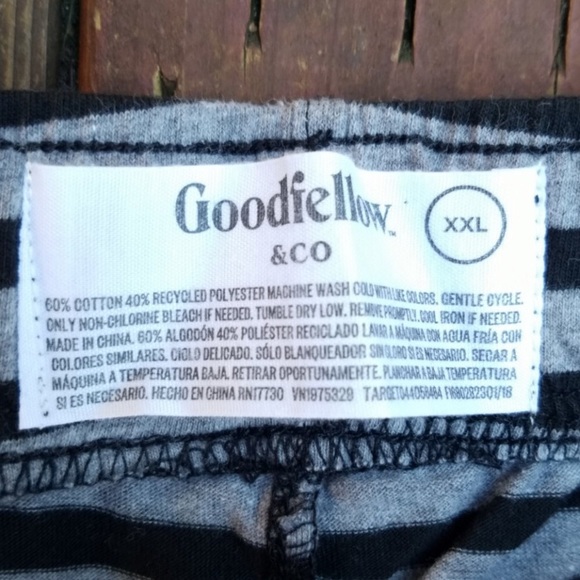 Goodfellow™
&CO
XXL
60% COTTON 40% RECYCLED POLYESTER MACHINE WASH COLD WITH LIKE COLORS. GENTLE CYCLE.
ONLY NON-CHLORINE BLEACH IF NEEDED. TUMBLE DRY LOW. REMOVE PROMPTLY. COOL IRON IF NEEDED.
MADE IN CHINA. 60% ALGODÓN 40% POLIÉSTER RECICLADO LAVAR A MÁQUINA CON AGUA FRÍA CON
COLORES SIMILARES. CICLO DELICADO. SÓLO BLANQUEADOR SIN CLORO SI ES NECESARIO. SECAR A
MÁQUINA A TEMPERATURA BAJA. RETIRAR OPORTUNAMENTE. PLANCHAR A BAJA TEMPERATURA
SI ES NECESARIO. HECHO EN CHINA RN17730 VN1975329